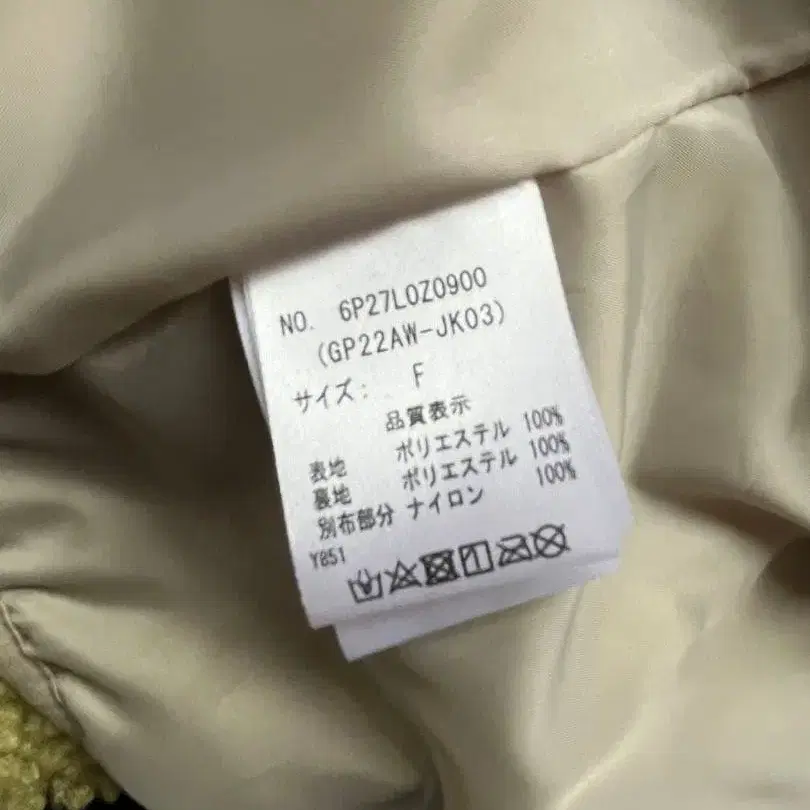 NO. 6P27L0Z0900
(GP22AW-JK03)
サイズ: F
品質表示
表地 ポリエステル 100%
裏地 ポリエステル 100%
別布部分 ナイロン 100%
Y851